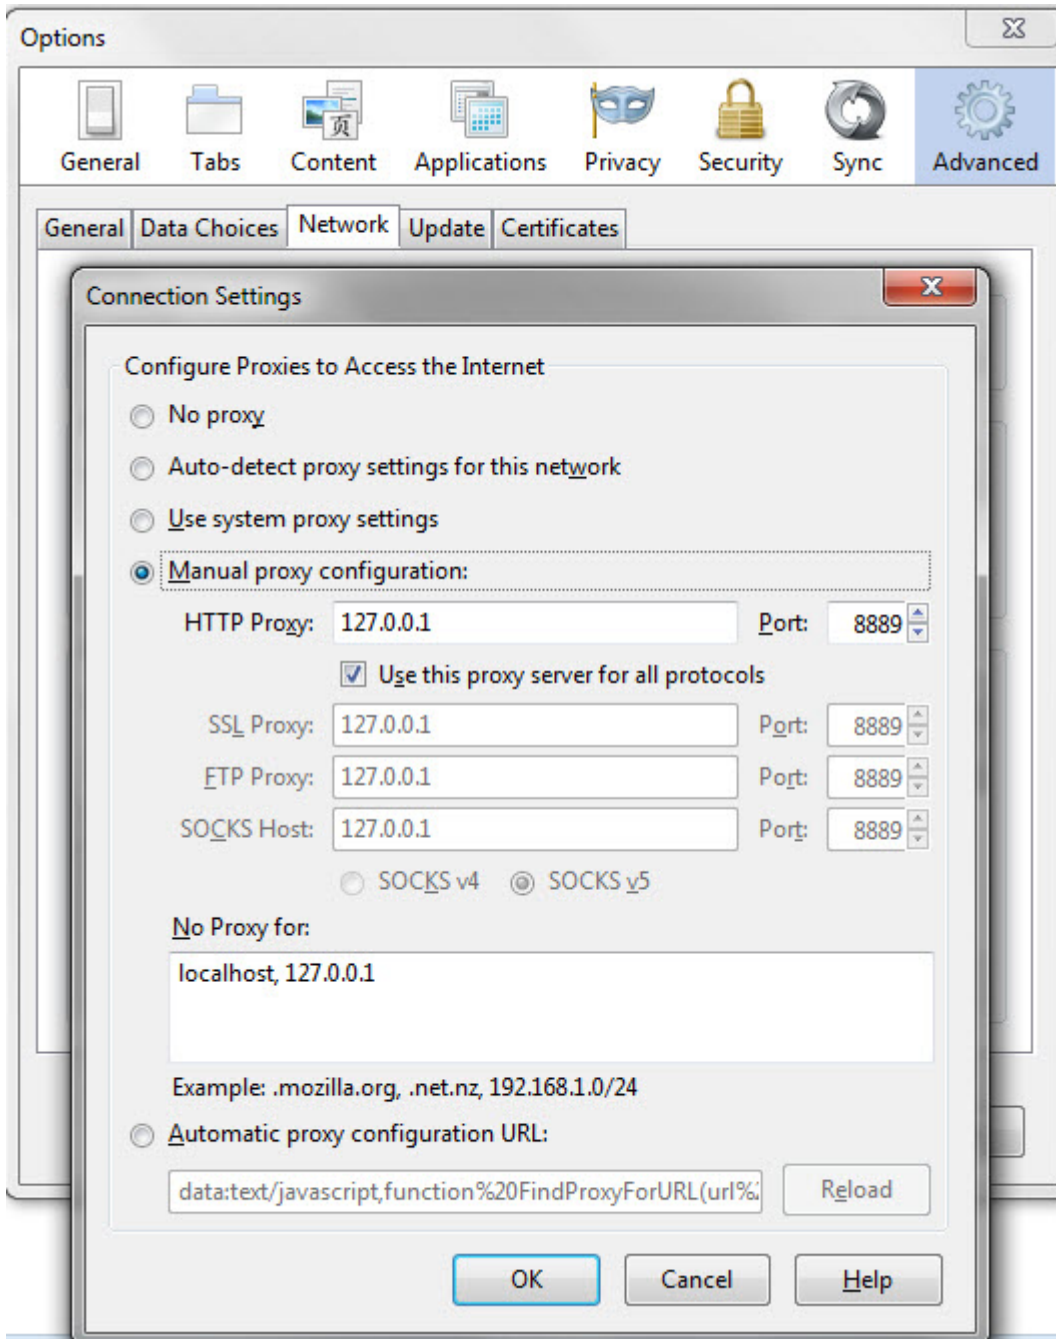 Options
页
General Tabs Content Applications Privacy Security Sync Advanced
General Data Choices Network Update Certificates
Connection Settings
Configure Proxies to Access the Internet
No proxy
Auto-detect proxy settings for this network
Use system proxy settings
Manual proxy configuration:
HTTP Proxy: 127.0.0.1 Port: 8889
Use this proxy server for all protocols
SSL Proxy: 127.0.0.1 Port: 8889
FTP Proxy: 127.0.0.1 Port: 8889
SOCKS Host: 127.0.0.1 Port: 8889
SOCKS v4 SOCKS v5
No Proxy for:
localhost, 127.0.0.1
Example: .mozilla.org, .net.nz, 192.168.1.0/24
Automatic proxy configuration URL:
data:text/javascript,function%20FindProxyForURL(url%2 Reload
OK Cancel Help